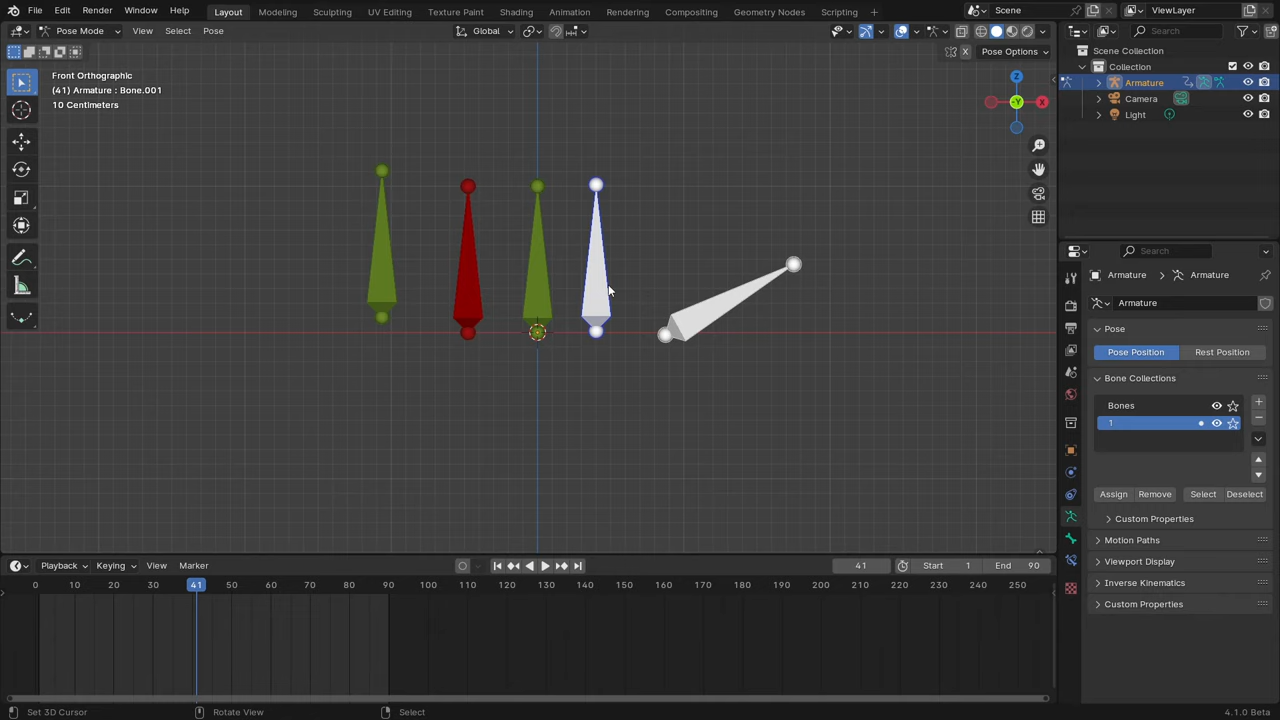 File Edit Render Window Help Layout Modeling Sculpting UV Editing Texture Paint Shading Animation Rendering Compositing Geometry Nodes Scripting + Scene ViewLayer
Pose Mode View Select Pose Global Search
X Pose Options
Scene Collection
Collection
Armature
Camera
Light
Front Orthographic
(41) Armature : Bone.001
10 Centimeters
Z
-Y
X
Search
Armature Armature
Armature
Pose
Pose Position Rest Position
Bone Collections
Bones
1
Assign Remove Select Deselect
Custom Properties
Motion Paths
Viewport Display
Inverse Kinematics
Custom Properties
Playback Keying View Marker 41 Start 1 End 90
0 10 20 30 41 50 60 70 80 90 100 110 120 130 140 150 160 170 180 190 200 210 220 230 240 250
Set 3D Cursor Rotate View Select 4.1.0 Beta